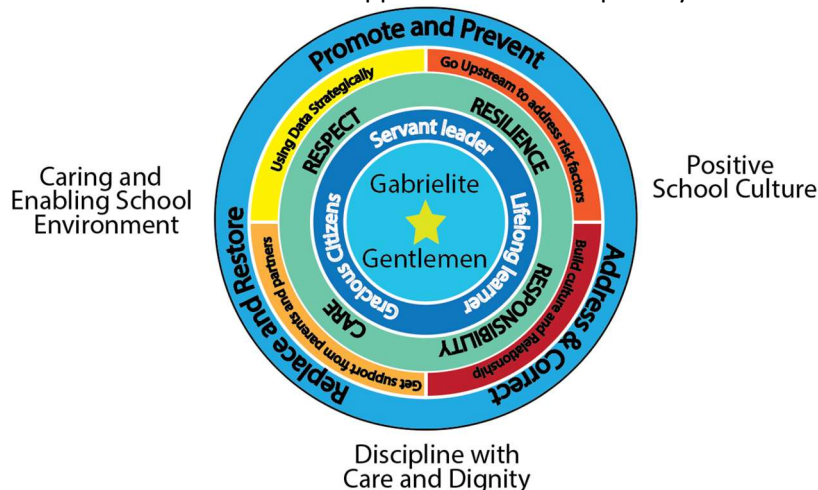 Promote and Prevent
Using Data Strategically
Go Upstream to address risk factors
RESPECT
RESILIENCE
Servant leader
Caring and
Enabling School
Environment
Gabrielite
Gentlemen
Positive
School Culture
Gracious Citizens
Lifelong learner
CARE
RESPONSIBILITY
Get support from parents and partners
Build culture and Relationship
Replace and Restore
Address & Correct
Discipline with
Care and Dignity